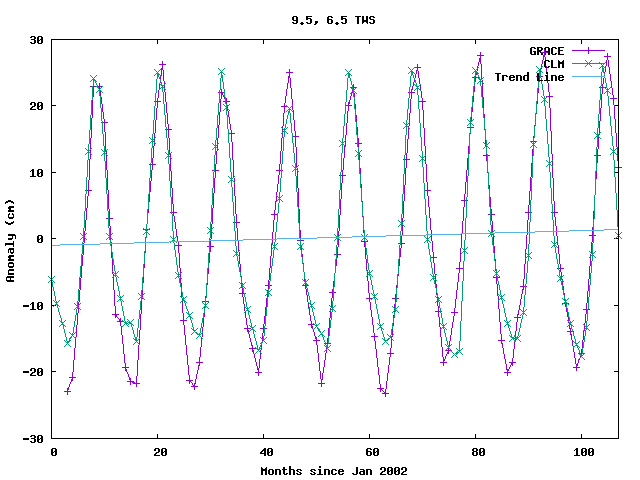 9.5, 6.5 TWS
GRACE
CLM
Trend Line
30
20
10
0
-10
-20
-30
Anomaly (cm)
0 20 40 60 80 100
Months since Jan 2002